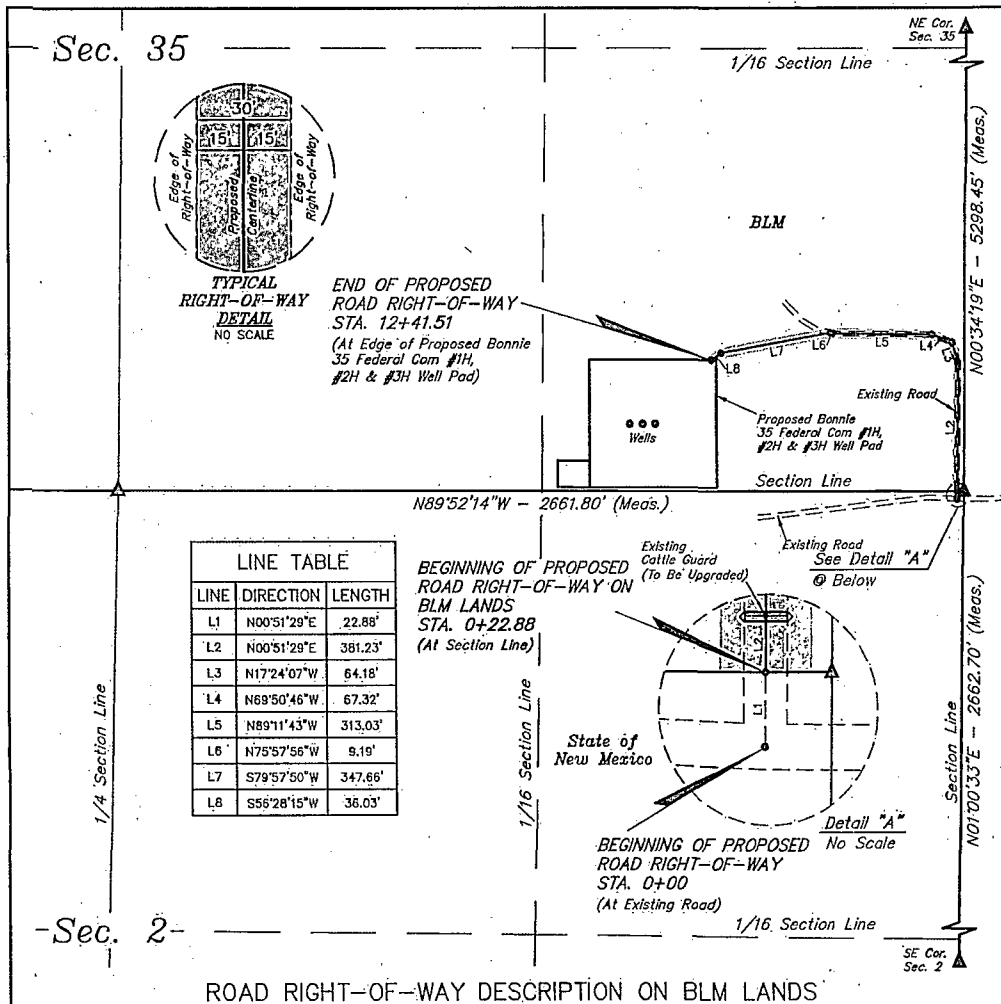 Sec. 35
NE Cor.
Sec. 35
1/16 Section Line
30'
15' 15'
Edge of
Right-of-Way
Proposed
Centerline
Edge of
Right-of-Way
TYPICAL
RIGHT-OF-WAY
DETAIL
NO SCALE
BLM
N00°34'19"E - 5298.45' (Meas.)
END OF PROPOSED
ROAD RIGHT-OF-WAY
STA. 12+41.51
(At Edge of Proposed Bonnie
35 Federal Com #1H,
#2H & #3H Well Pad)
L8
L7
L6
L5
L4
L3
L2
Existing Road
Wells
Proposed Bonnie
35 Federal Com #1H,
#2H & #3H Well Pad
Section Line
N89°52'14"W - 2661.80' (Meas.)
Existing Road
See Detail "A"
@ Below
LINE TABLE
LINE DIRECTION LENGTH
L1 N00°51'29"E 22.88'
L2 N00°51'29"E 381.23'
L3 N17°24'07"W 64.18'
L4 N69°50'46"W 67.32'
L5 N89°11'43"W 313.03'
L6 N75°57'56"W 9.19'
L7 S79°57'50"W 347.66'
L8 S56°28'15"W 36.03'
BEGINNING OF PROPOSED
ROAD RIGHT-OF-WAY ON
BLM LANDS
STA. 0+22.88
(At Section Line)
Existing
Cattle Guard
(To Be Upgraded)
L2
L1
State of
New Mexico
Detail "A"
No Scale
BEGINNING OF PROPOSED
ROAD RIGHT-OF-WAY
STA. 0+00
(At Existing Road)
1/4 Section Line
1/16 Section Line
Section Line
N01°00'33"E - 2662.70' (Meas.)
1/16 Section Line
Sec. 2
SE Cor.
Sec. 2
ROAD RIGHT-OF-WAY DESCRIPTION ON BLM LANDS